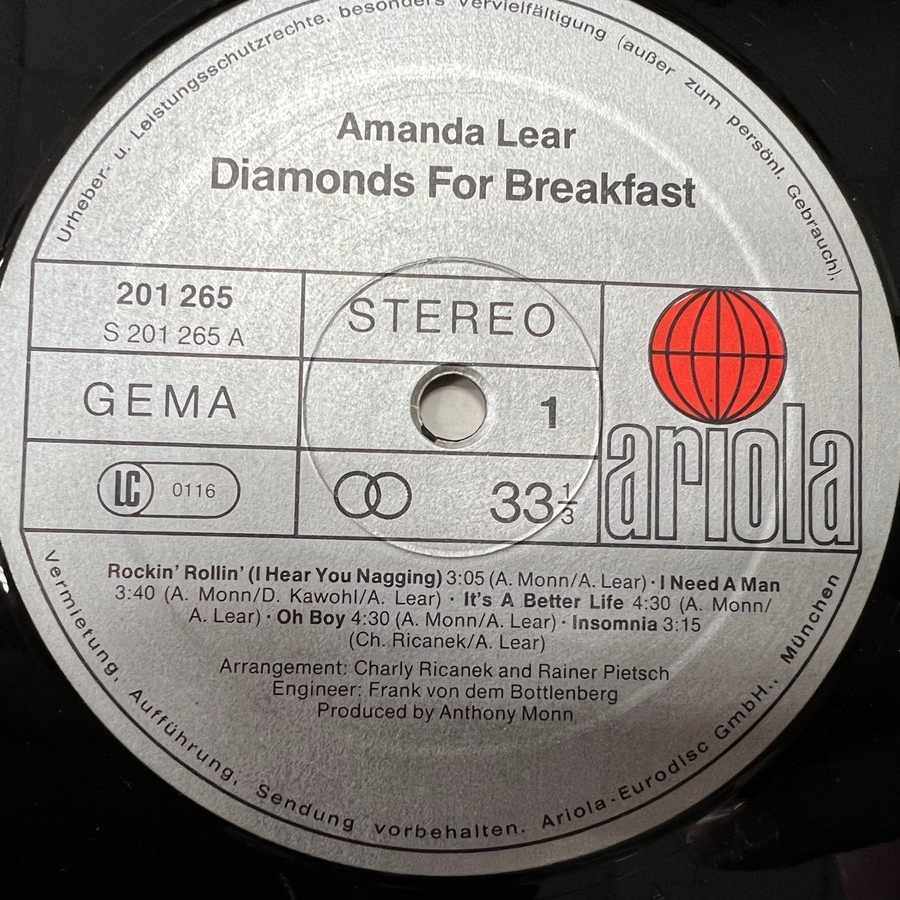 Urheber- u. Leistungsschutzrechte, besonders Vervielfältigung (außer zum persönl. Gebrauch),
Amanda Lear
Diamonds For Breakfast
201 265
S 201 265 A
STEREO
GEMA
1
LC 0116
33 1/3
ariola
Rockin' Rollin' (I Hear You Nagging) 3:05 (A. Monn/A. Lear) · I Need A Man
3:40 (A. Monn/D. Kawohl/A. Lear) · It's A Better Life 4:30 (A. Monn/
A. Lear) · Oh Boy 4:30 (A. Monn/A. Lear) · Insomnia 3:15
(Ch. Ricanek/A. Lear)
Arrangement: Charly Ricanek and Rainer Pietsch
Engineer: Frank von dem Bottlenberg
Produced by Anthony Monn
Vermietung, Aufführung, Sendung vorbehalten. Ariola-Eurodisc GmbH., München